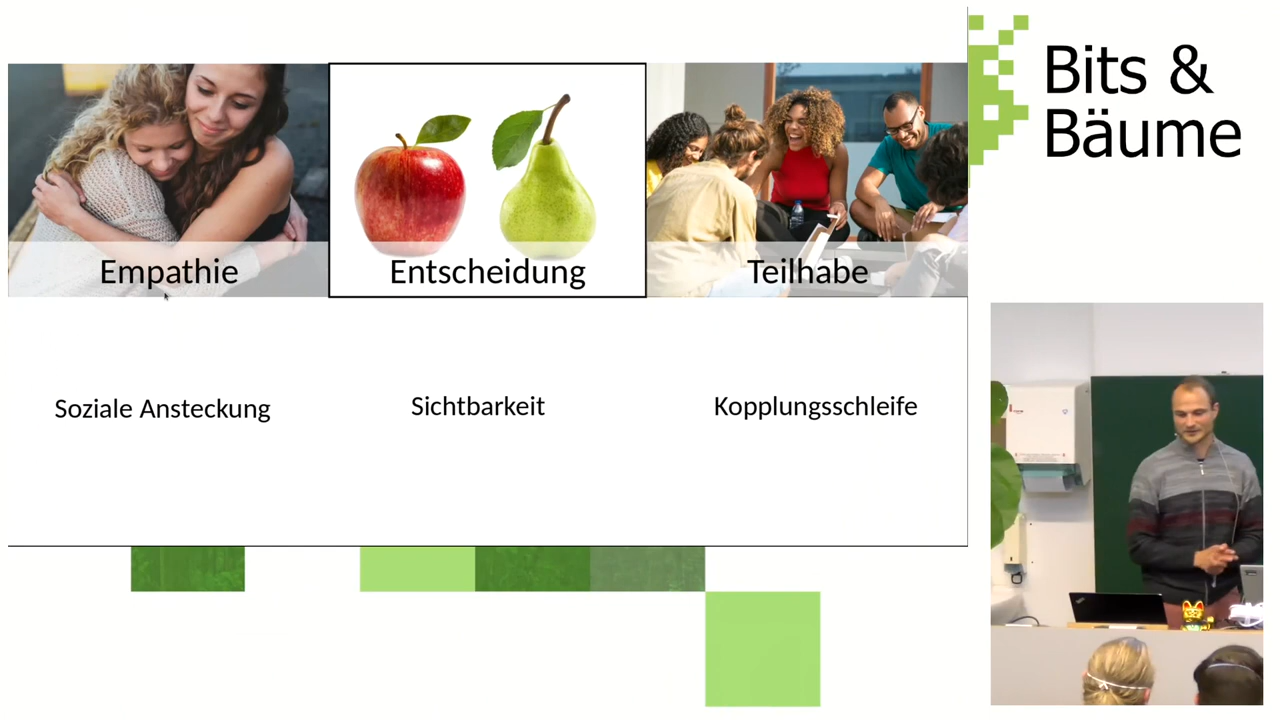 Bits &
Bäume
Empathie
Entscheidung
Teilhabe
Soziale Ansteckung
Sichtbarkeit
Kopplungsschleife